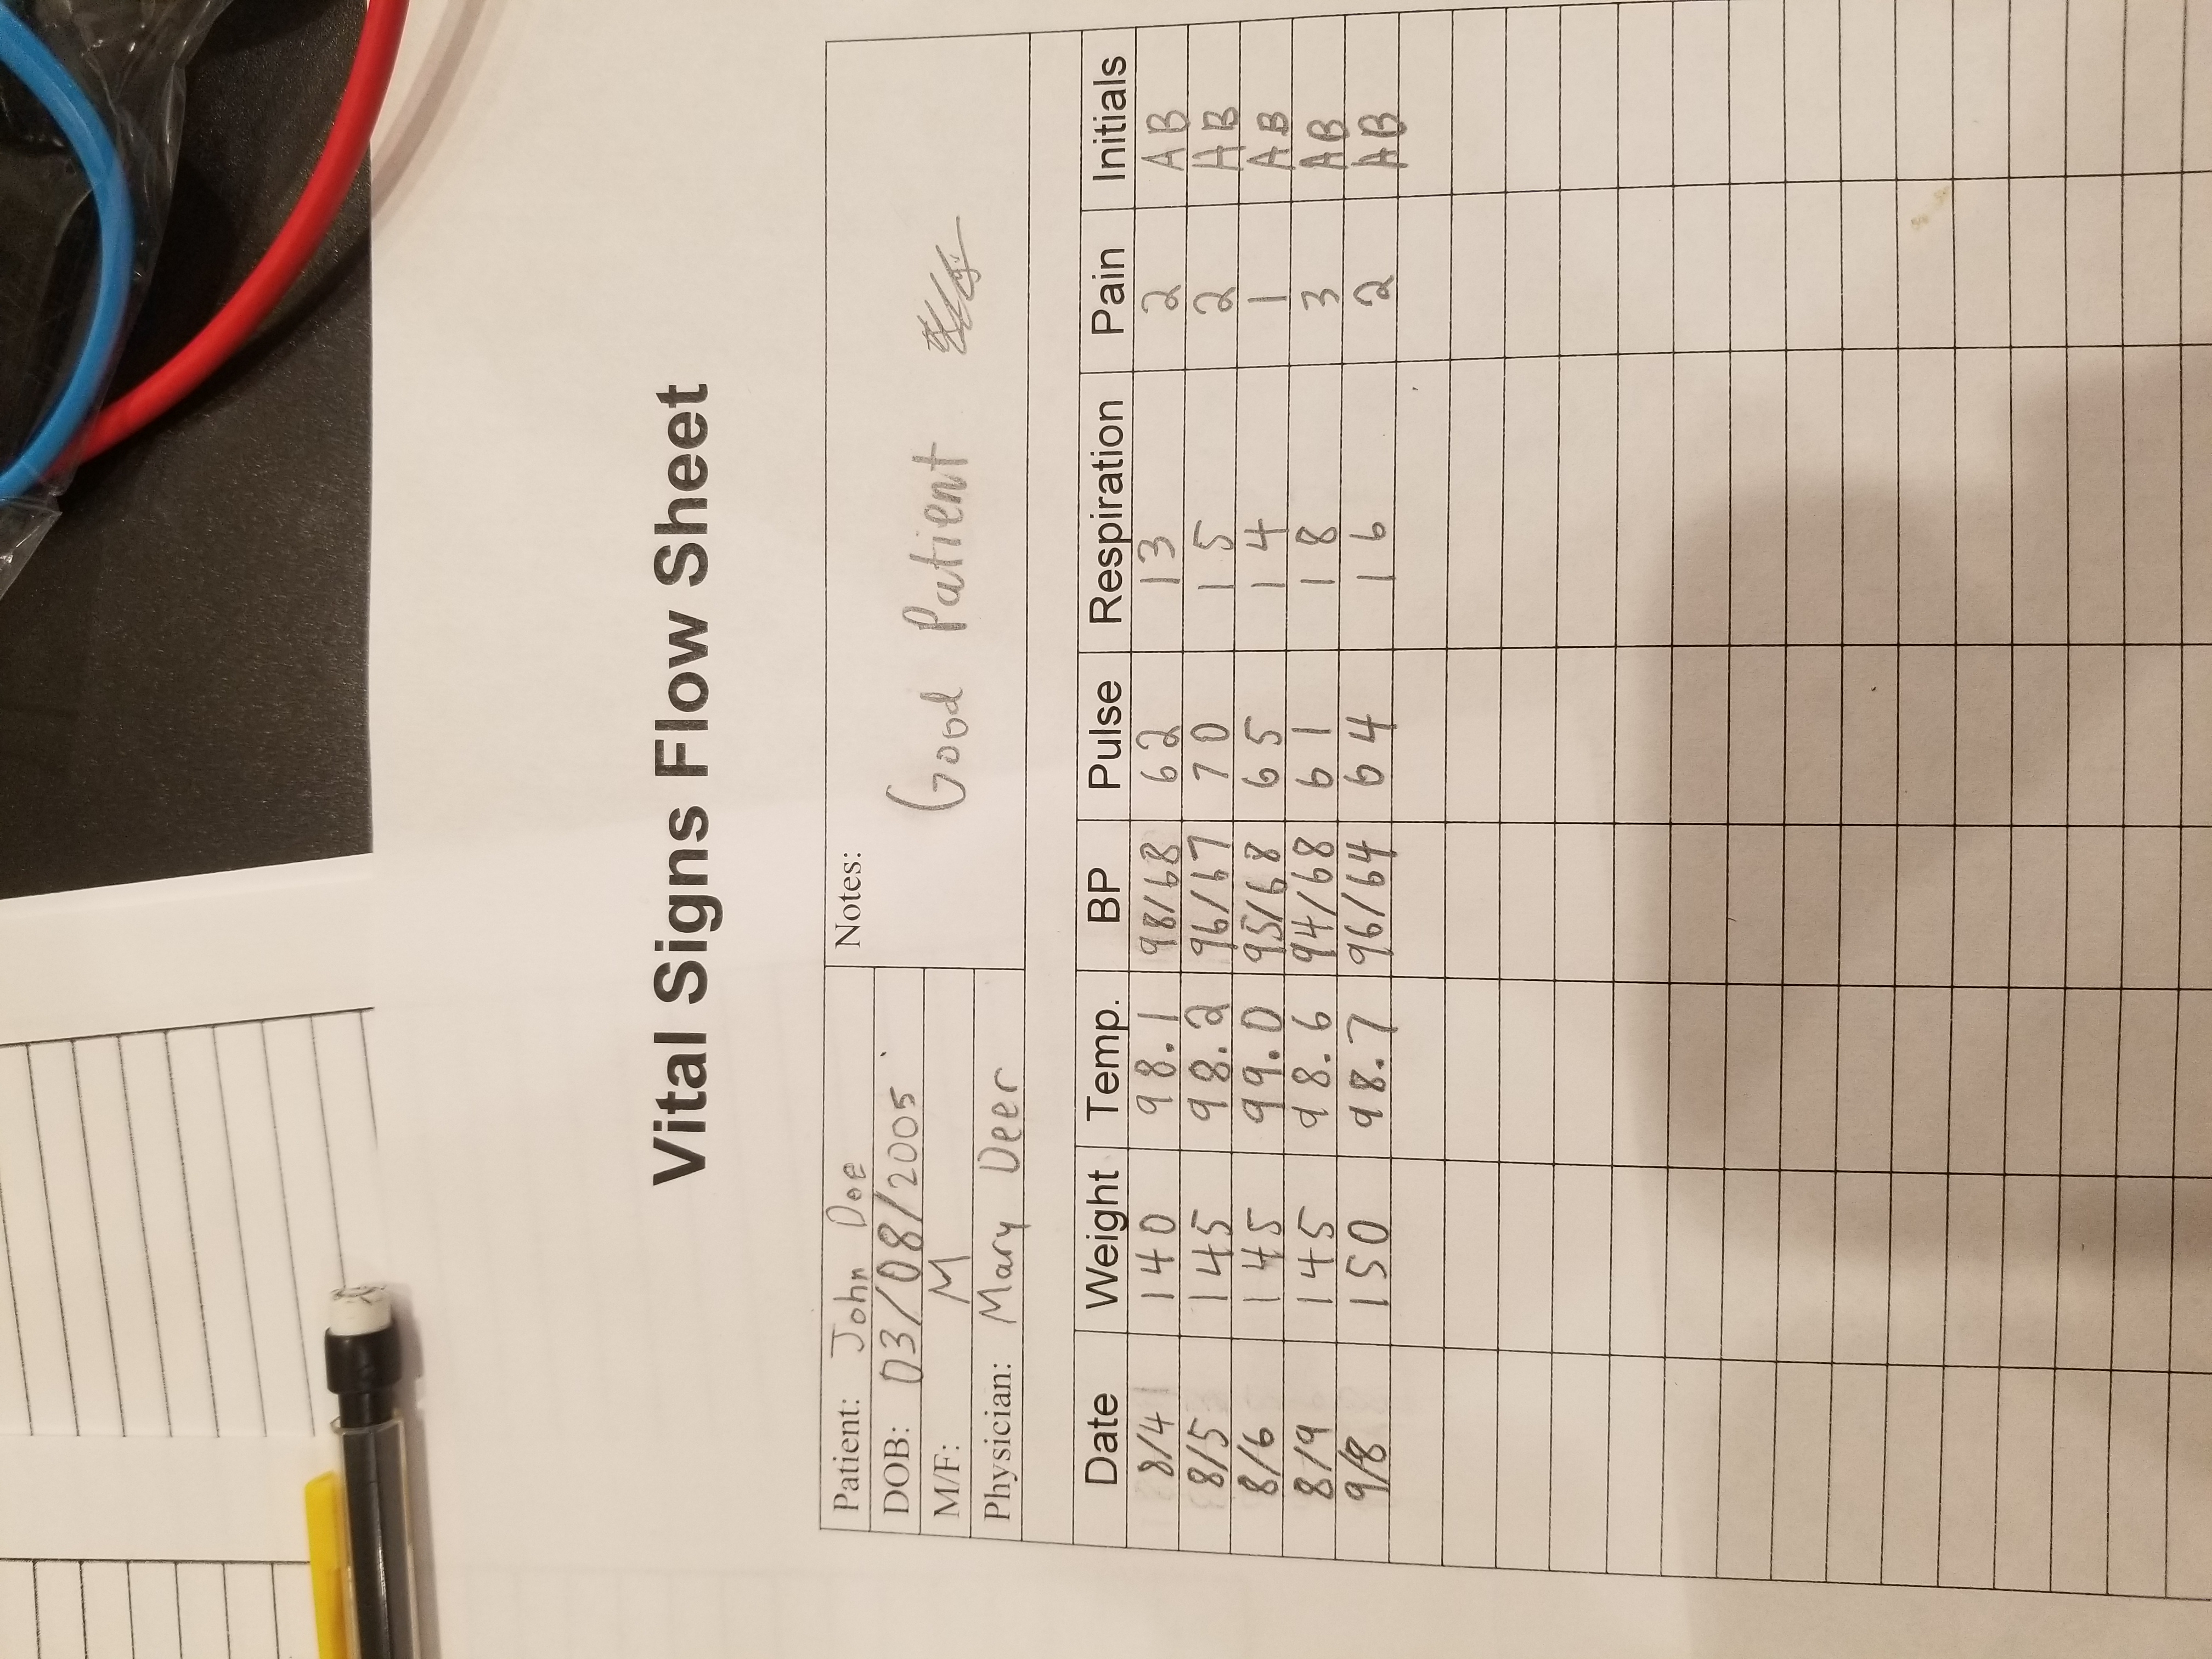 Vital Signs Flow Sheet
Patient: John Doe
DOB: 03/08/2005
M/F: M
Physician: Mary Deer
Notes:
Good Patient
Date Weight Temp. BP Pulse Respiration Pain Initials
8/4 140 98.1 98/68 62 13 2 AB
8/5 145 98.2 96/67 70 15 2 AB
8/6 145 99.0 95/68 65 14 1 AB
8/9 145 98.6 94/68 61 18 3 AB
9/8 150 98.7 96/64 64 16 2 AB